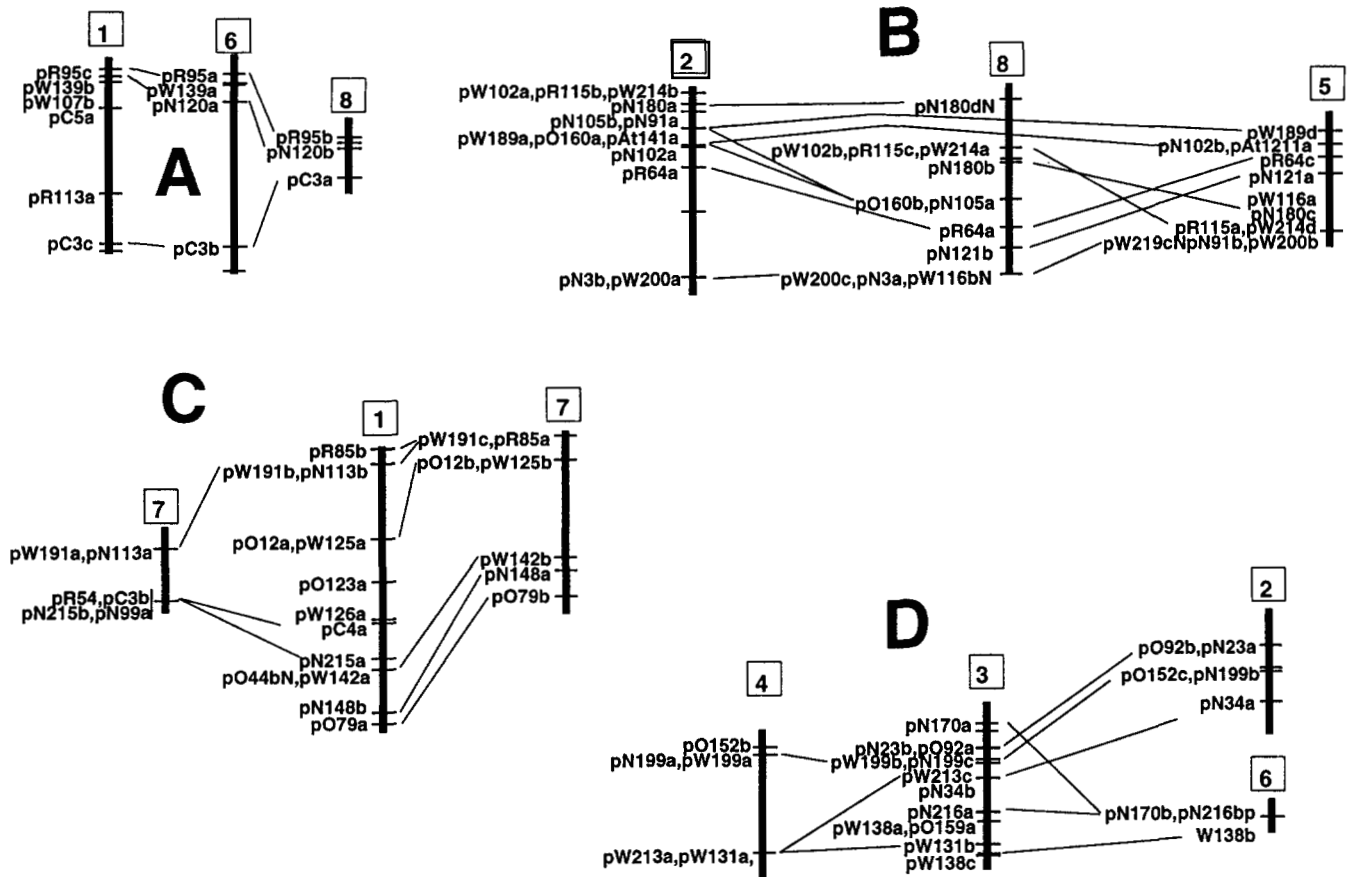 A
1
pR95c
pW139b
pW107b
pC5a
pR113a
pC3c
6
pR95a
pW139a
pN120a
pC3b
8
pR95b
pN120b
pC3a
B
2
pW102a,pR115b,pW214b
pN180a
pN105b,pN91a
pW189a,pO160a,pAt141a
pN102a
pR64a
pN3b,pW200a
8
pN180dN
pW102b,pR115c,pW214a
pN180b
pO160b,pN105a
pR64a
pN121b
pW200c,pN3a,pW116bN
5
pW189d
pN102b,pAt1211a
pR64c
pN121a
pW116a
pN180c
pR115a,pW214d
pW219cNpN91b,pW200b
C
7
pW191a,pN113a
pR54,pC3b
pN215b,pN99a
1
pR85b
pW191b,pN113b
pO12a,pW125a
pO123a
pW126a
pC4a
pN215a
pO44bN,pW142a
pN148b
pO79a
7
pW191c,pR85a
pO12b,pW125b
pW142b
pN148a
pO79b
D
4
pO152b
pN199a,pW199a
pW213a,pW131a,
3
pN170a
pN23b,pO92a
pW199b,pN199c
pW213c
pN34b
pN216a
pW138a,pO159a
pW131b
pW138c
2
pO92b,pN23a
pO152c,pN199b
pN34a
6
pN170b,pN216bp
W138b